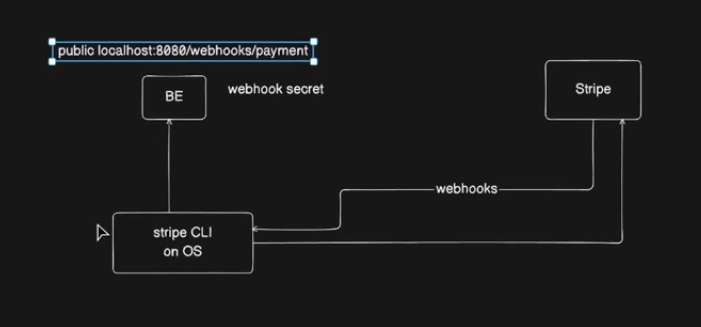 public localhost:8080/webhooks/payment
BE
webhook secret
Stripe
webhooks
stripe CLI
on OS